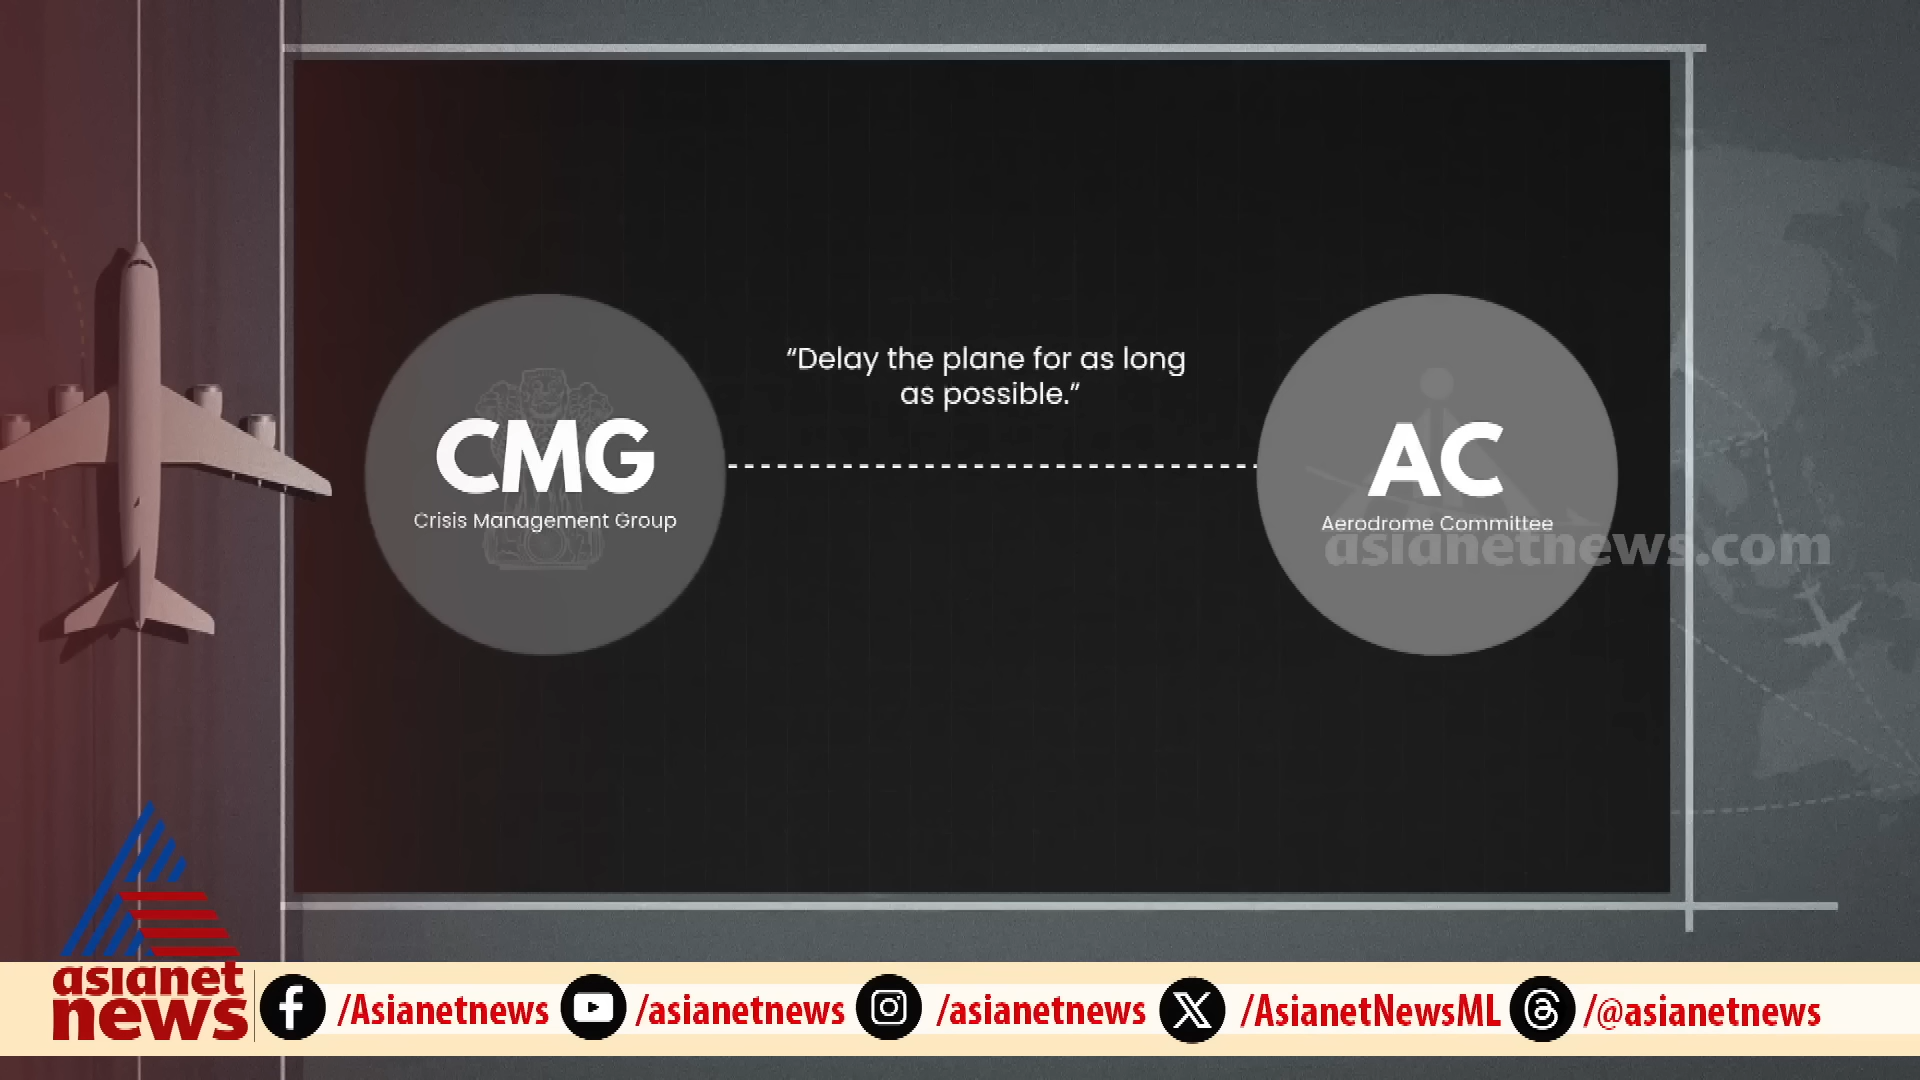 “Delay the plane for as long
as possible.”
CMG
Crisis Management Group
AC
Aerodrome Committee
asianetnews.com
asianet
news
/Asianetnews
/asianetnews
/asianetnews
/AsianetNewsML
/@asianetnews